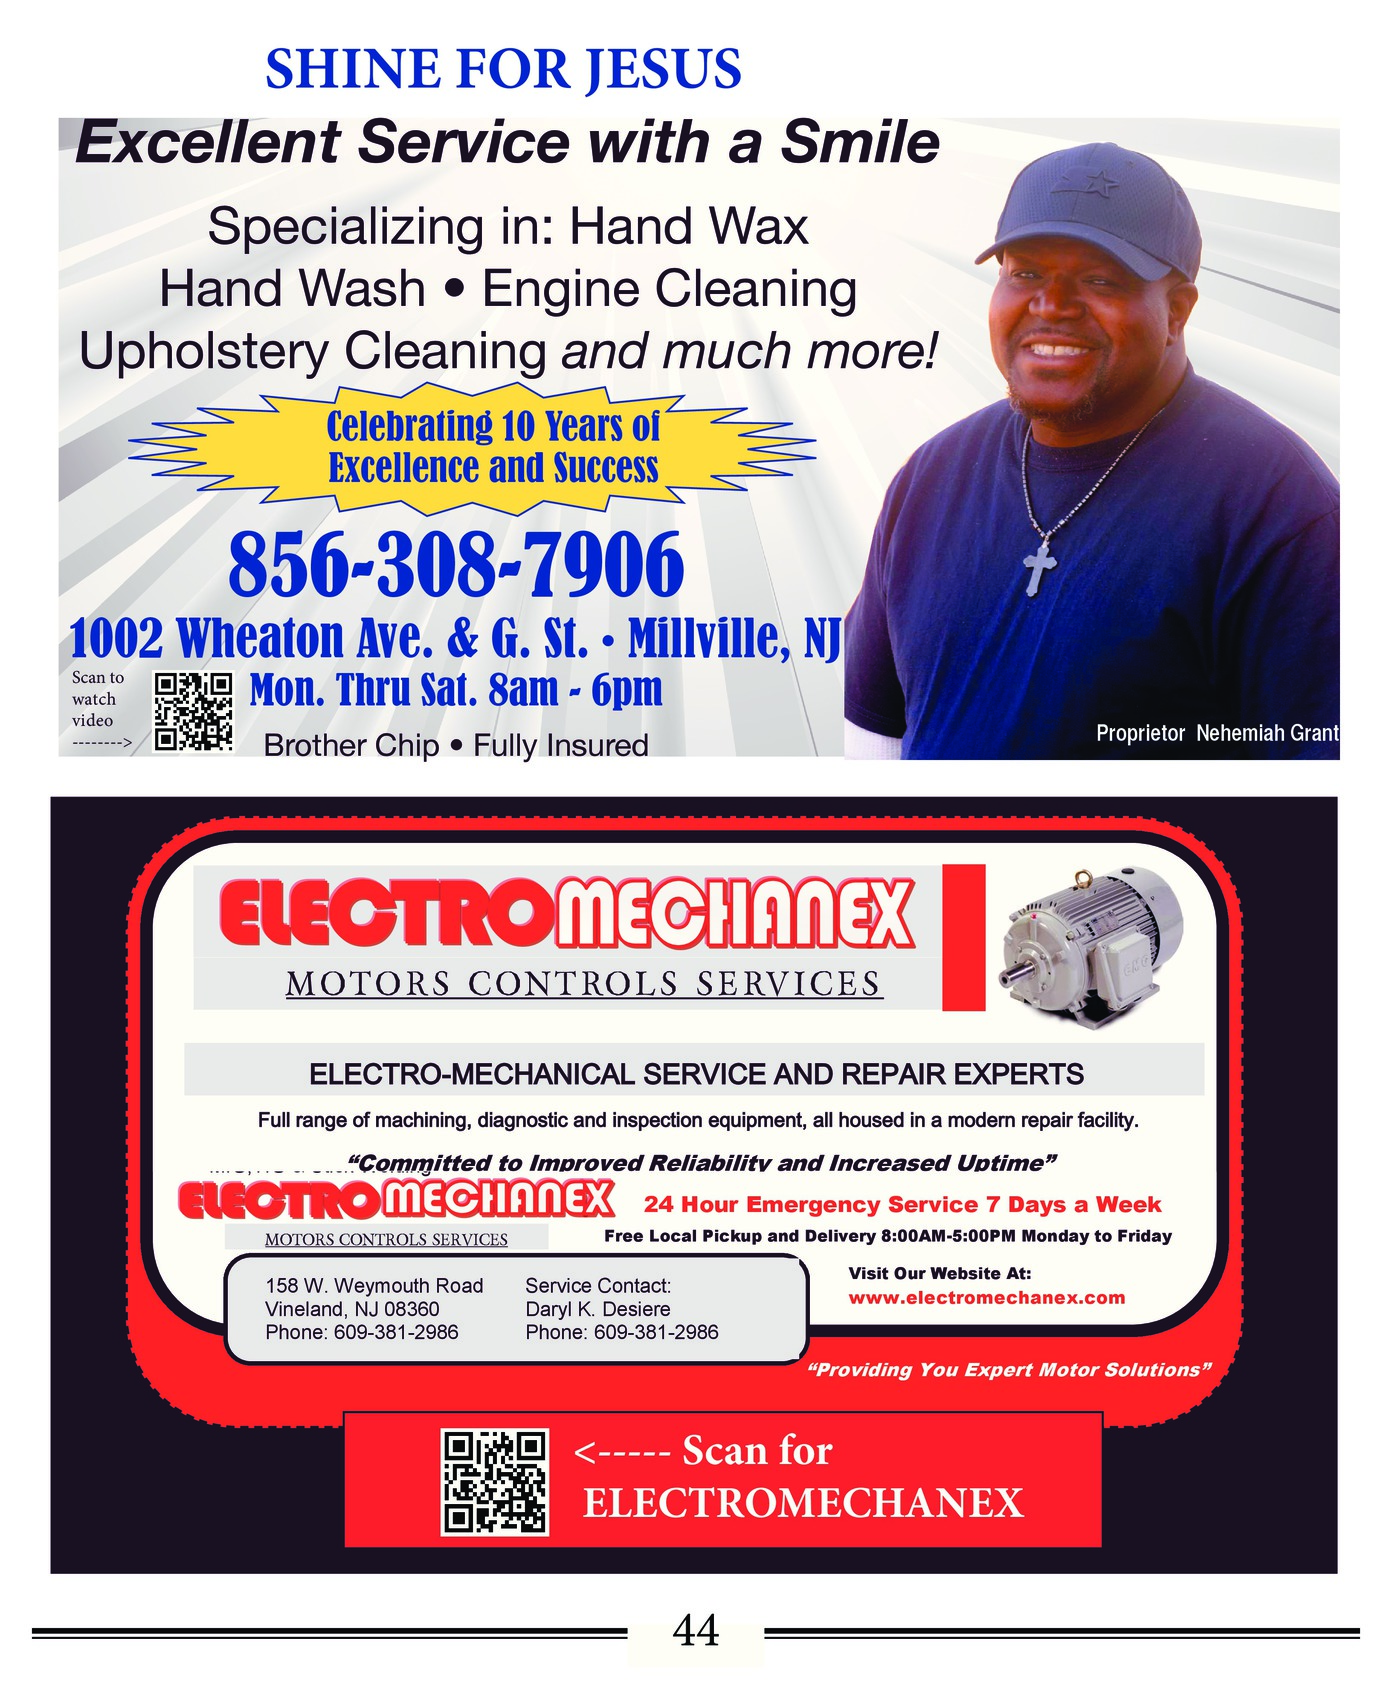 SHINE FOR JESUS
Excellent Service with a Smile
Specializing in: Hand Wax
Hand Wash • Engine Cleaning
Upholstery Cleaning and much more!
Celebrating 10 Years of
Excellence and Success
856-308-7906
1002 Wheaton Ave. & G. St. • Millville, NJ
Mon. Thru Sat. 8am - 6pm
Scan to
watch
video
-------->
Brother Chip • Fully Insured
Proprietor Nehemiah Grant
ELECTROMECHANEX
MOTORS CONTROLS SERVICES
ELECTRO-MECHANICAL SERVICE AND REPAIR EXPERTS
Full range of machining, diagnostic and inspection equipment, all housed in a modern repair facility.
“Committed to Improved Reliability and Increased Uptime”
ELECTROMECHANEX
MOTORS CONTROLS SERVICES
24 Hour Emergency Service 7 Days a Week
Free Local Pickup and Delivery 8:00AM-5:00PM Monday to Friday
158 W. Weymouth Road
Vineland, NJ 08360
Phone: 609-381-2986
Service Contact:
Daryl K. Desiere
Phone: 609-381-2986
Visit Our Website At:
www.electromechanex.com
“Providing You Expert Motor Solutions”
<----- Scan for
ELECTROMECHANEX
44